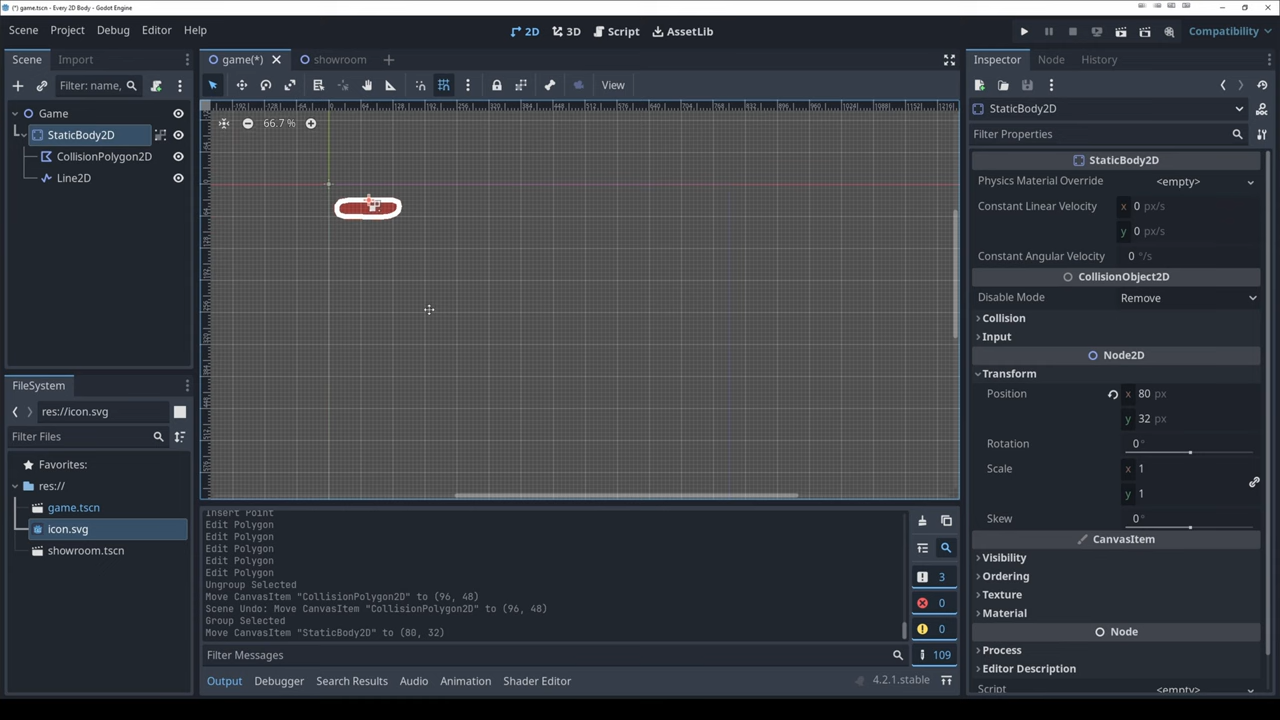 (*) game.tscn - Every 2D Body - Godot Engine
Scene Project Debug Editor Help
2D 3D Script AssetLib
Compatibility
Scene Import
game(*) showroom
Inspector Node History
Filter: name,
View
Game
StaticBody2D
CollisionPolygon2D
Line2D
66.7 %
StaticBody2D
Filter Properties
StaticBody2D
Physics Material Override <empty>
Constant Linear Velocity x 0 px/s
y 0 px/s
Constant Angular Velocity 0 °/s
CollisionObject2D
Disable Mode Remove
Collision
Input
Node2D
Transform
Position x 80 px
y 32 px
Rotation 0 °
Scale x 1
y 1
Skew 0 °
CanvasItem
Visibility
Ordering
Texture
Material
Node
Process
Editor Description
Script <empty>
FileSystem
res://icon.svg
Filter Files
Favorites:
res://
game.tscn
icon.svg
showroom.tscn
Insert Point
Edit Polygon
Edit Polygon
Edit Polygon
Edit Polygon
Edit Polygon
Ungroup Selected
Move CanvasItem "CollisionPolygon2D" to (96, 48)
Scene Undo: Move CanvasItem "CollisionPolygon2D" to (96, 48)
Group Selected
Move CanvasItem "StaticBody2D" to (80, 32)
3
0
0
109
Filter Messages
Output Debugger Search Results Audio Animation Shader Editor
4.2.1.stable